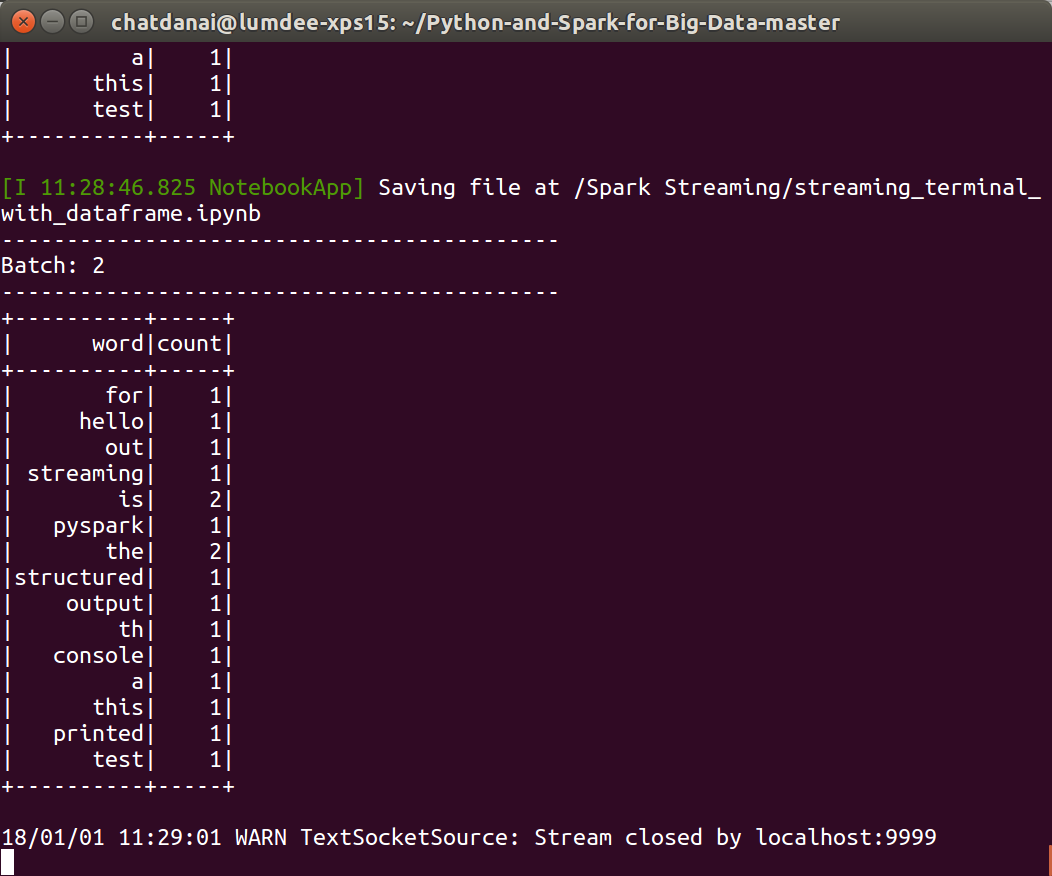 chatdanai@lumdee-xps15: ~/Python-and-Spark-for-Big-Data-master
|         a|    1|
|      this|    1|
|      test|    1|
+----------+-----+
[I 11:28:46.825 NotebookApp] Saving file at /Spark Streaming/streaming_terminal_
with_dataframe.ipynb
-------------------------------------------
Batch: 2
-------------------------------------------
+----------+-----+
|      word|count|
+----------+-----+
|       for|    1|
|     hello|    1|
|       out|    1|
| streaming|    1|
|        is|    2|
|   pyspark|    1|
|       the|    2|
|structured|    1|
|    output|    1|
|        th|    1|
|   console|    1|
|         a|    1|
|      this|    1|
|   printed|    1|
|      test|    1|
+----------+-----+
18/01/01 11:29:01 WARN TextSocketSource: Stream closed by localhost:9999